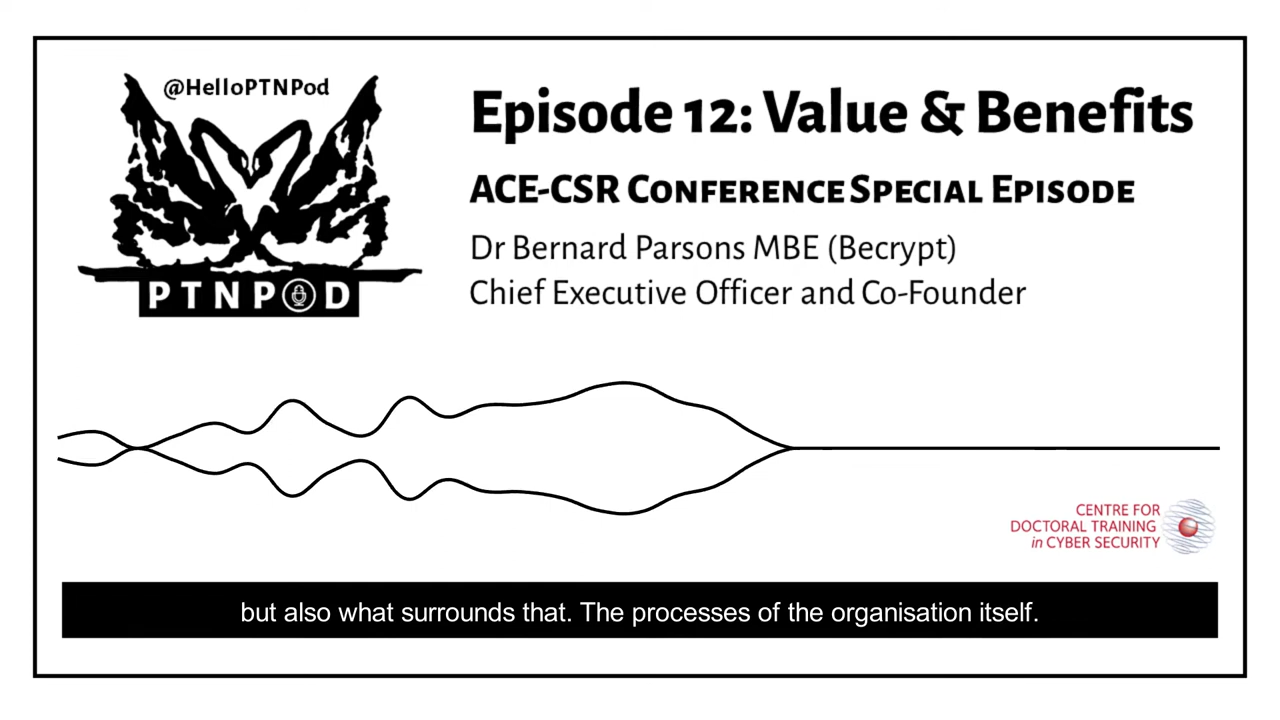 @HelloPTNPod
PTNPOD
Episode 12: Value & Benefits
ACE-CSR Conference Special Episode
Dr Bernard Parsons MBE (Becrypt)
Chief Executive Officer and Co-Founder
CENTRE FOR
DOCTORAL TRAINING
in CYBER SECURITY
but also what surrounds that. The processes of the organisation itself.